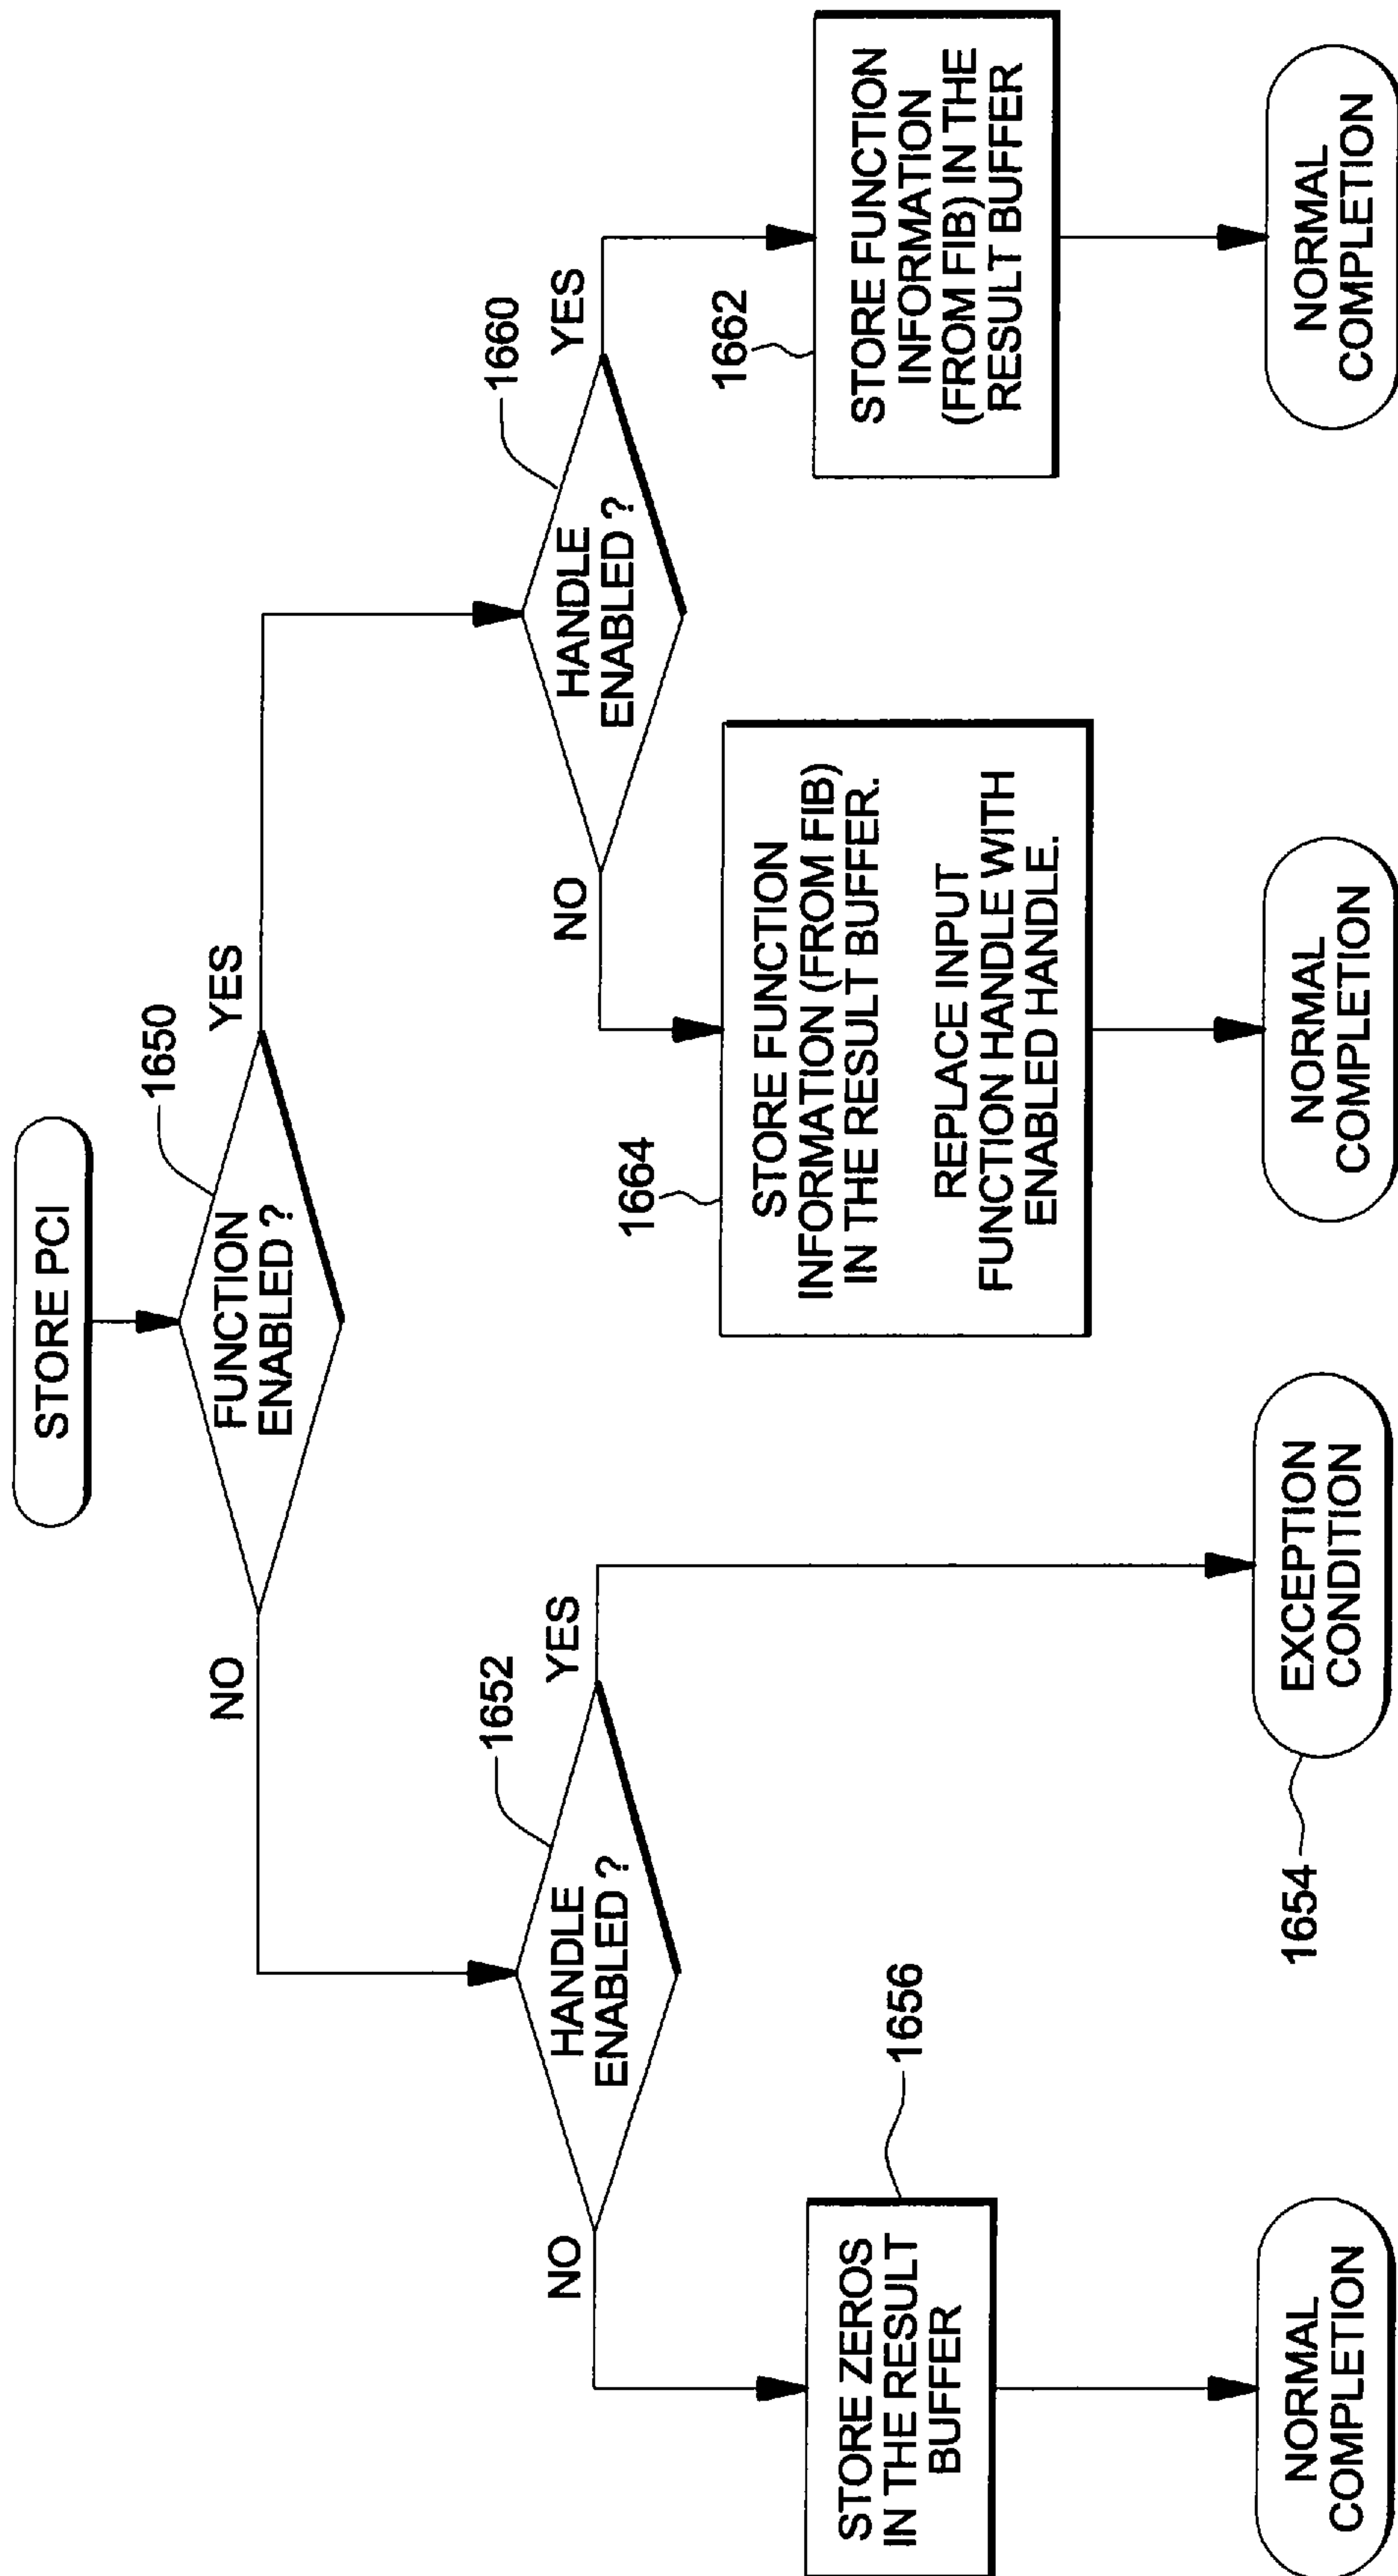 STORE PCI
1650
FUNCTION
ENABLED ?
NO
YES
1652
HANDLE
ENABLED ?
NO
YES
1660
HANDLE
ENABLED ?
NO
YES
1656
STORE ZEROS
IN THE RESULT
BUFFER
1664
STORE FUNCTION
INFORMATION (FROM FIB)
IN THE RESULT BUFFER.
REPLACE INPUT
FUNCTION HANDLE WITH
ENABLED HANDLE.
1662
STORE FUNCTION
INFORMATION
(FROM FIB) IN THE
RESULT BUFFER
NORMAL
COMPLETION
1654
EXCEPTION
CONDITION
NORMAL
COMPLETION
NORMAL
COMPLETION